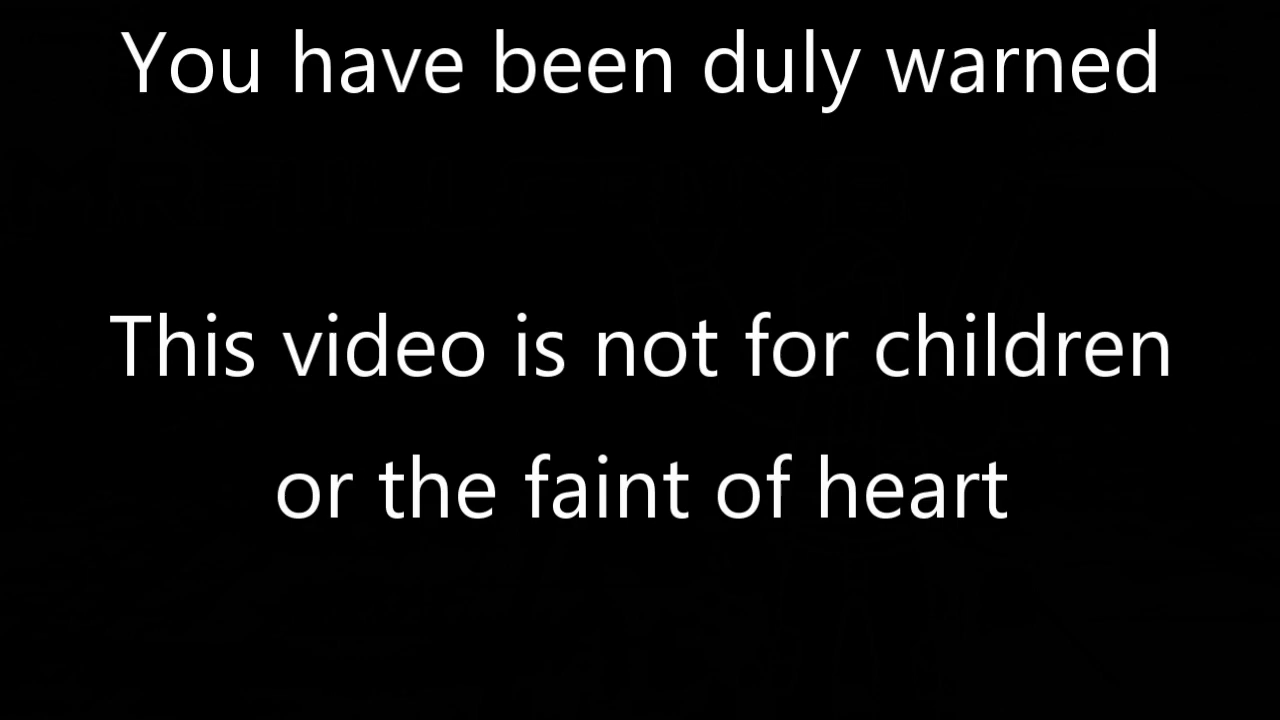 You have been duly warned
This video is not for children
or the faint of heart